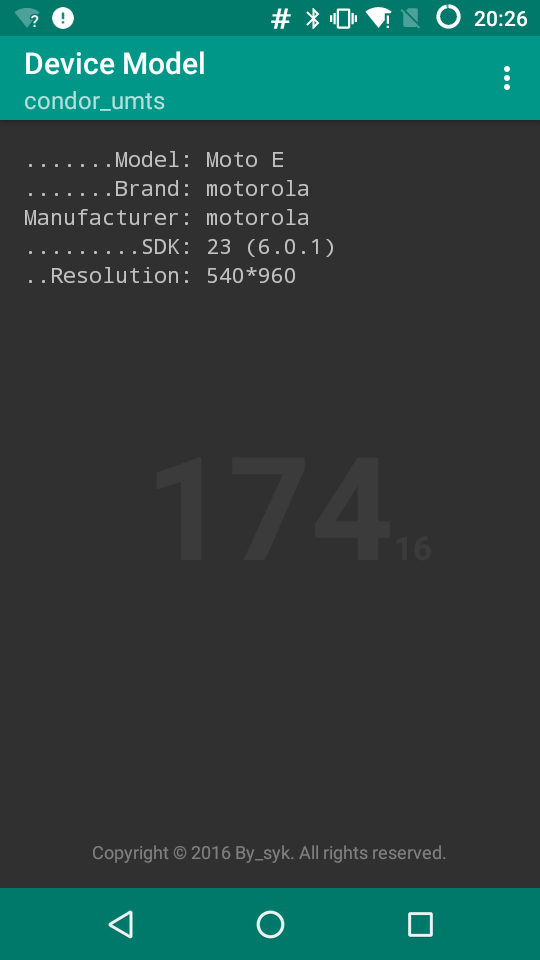 # 20:26
Device Model
condor_umts
.......Model: Moto E
.......Brand: motorola
Manufacturer: motorola
.........SDK: 23 (6.0.1)
..Resolution: 540*960
174 16
Copyright © 2016 By_syk. All rights reserved.